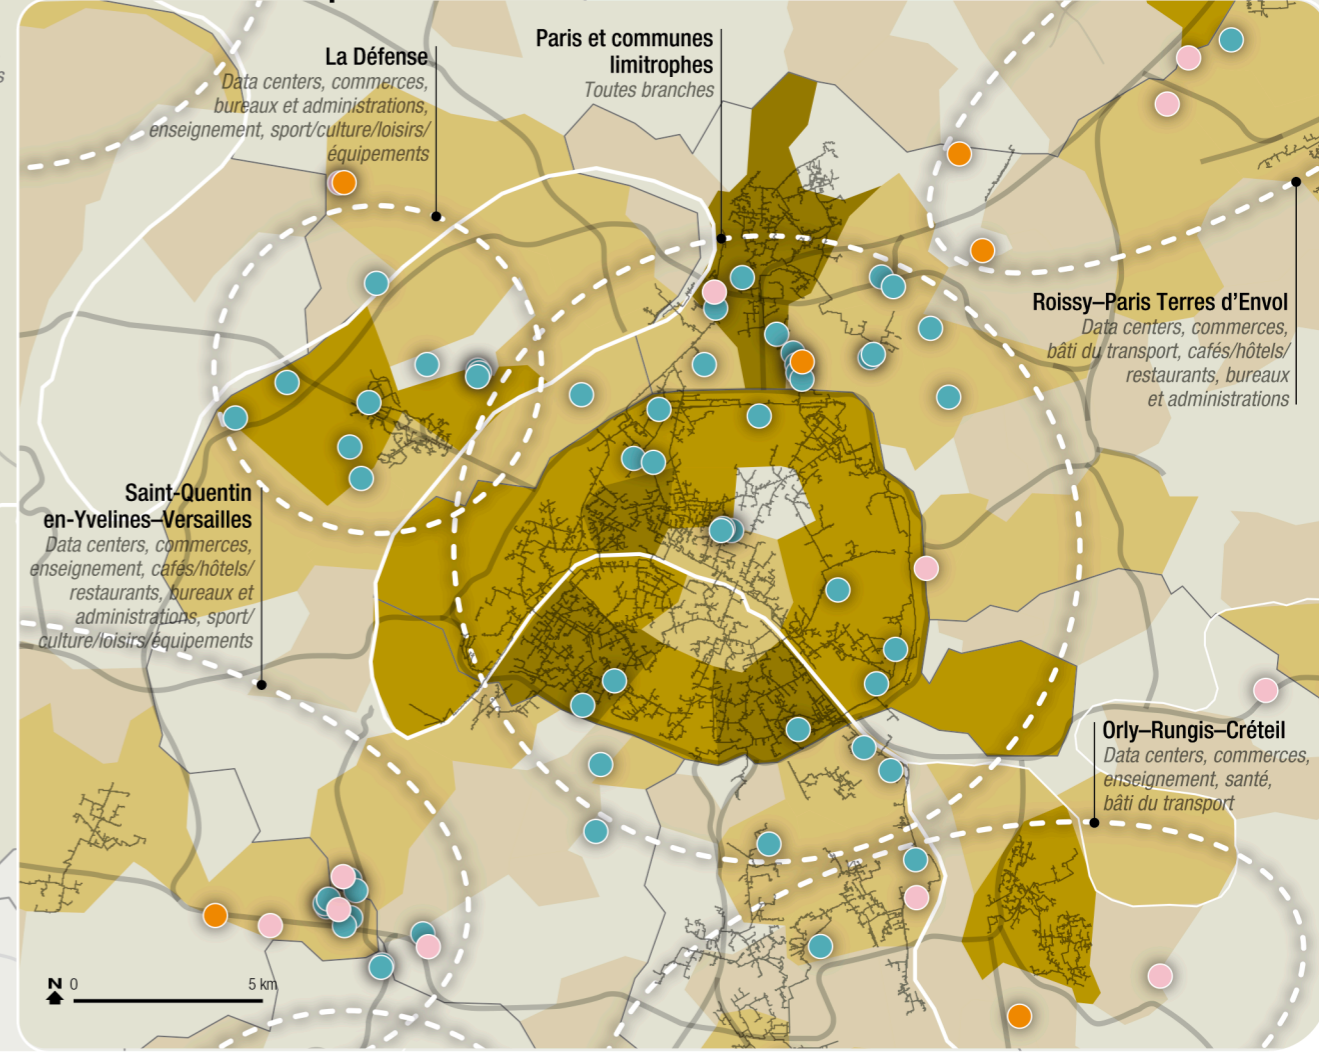 La Défense
Data centers, commerces,
bureaux et administrations,
enseignement, sport/culture/loisirs/
équipements
Paris et communes
limitrophes
Toutes branches
Roissy–Paris Terres d’Envol
Data centers, commerces,
bâti du transport, cafés/hôtels/
restaurants, bureaux
et administrations
Saint-Quentin
en-Yvelines–Versailles
Data centers, commerces,
enseignement, cafés/hôtels/
restaurants, bureaux et
administrations, sport/
culture/loisirs/équipements
Orly–Rungis–Créteil
Data centers, commerces,
enseignement, santé,
bâti du transport
N 0 5 km